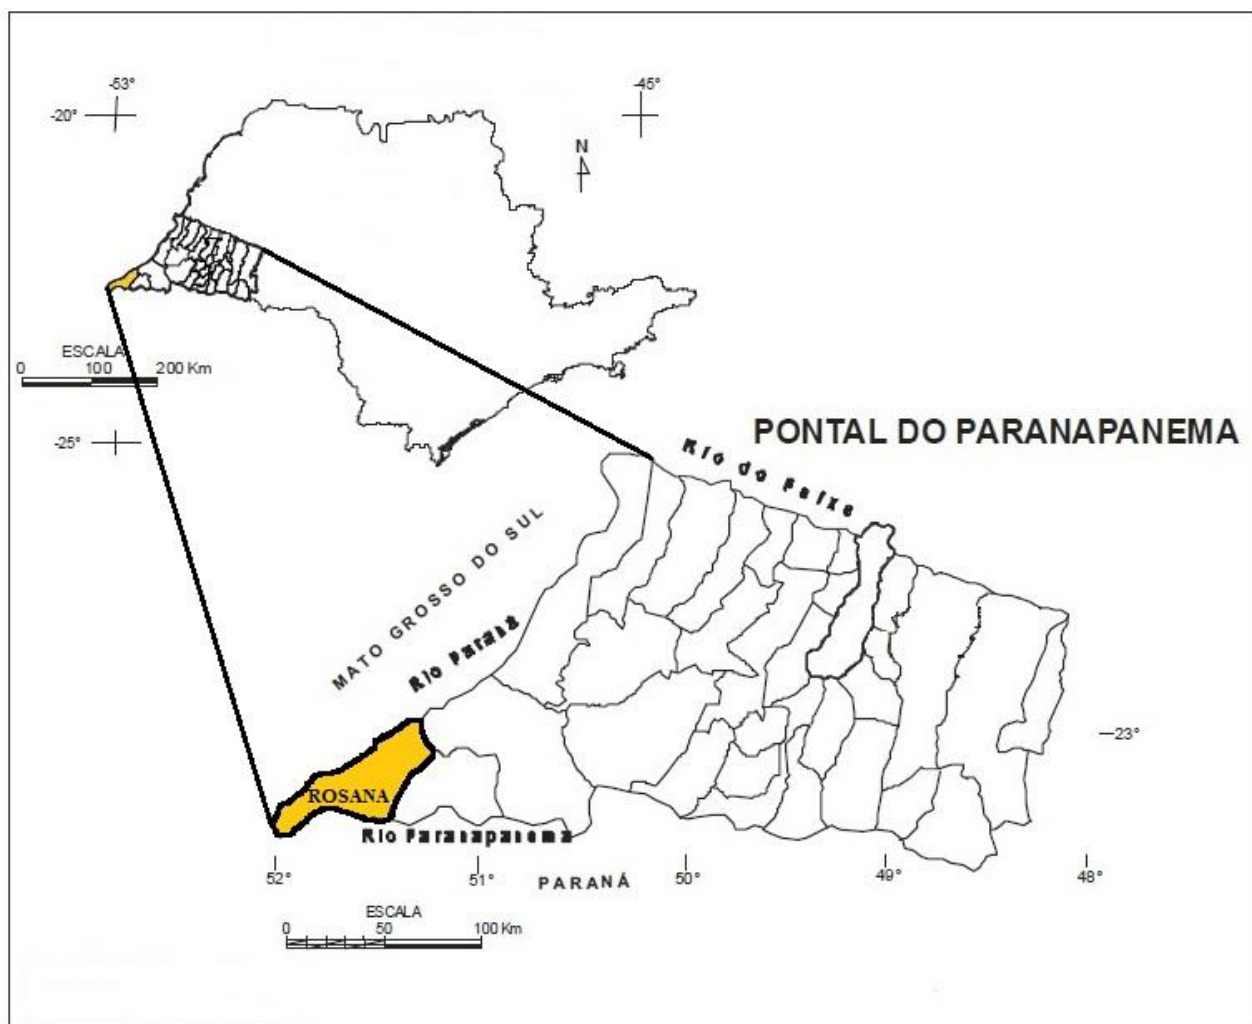 -53°
-45°
-20°
N
ESCALA
0 100 200 Km
-25°
PONTAL DO PARANAPANEMA
Rio do Peixe
MATO GROSSO DO SUL
Rio Paraná
-23°
ROSANA
Rio Paranapanema
52° 51° 50° 49° 48°
PARANÁ
ESCALA
0 50 100 Km